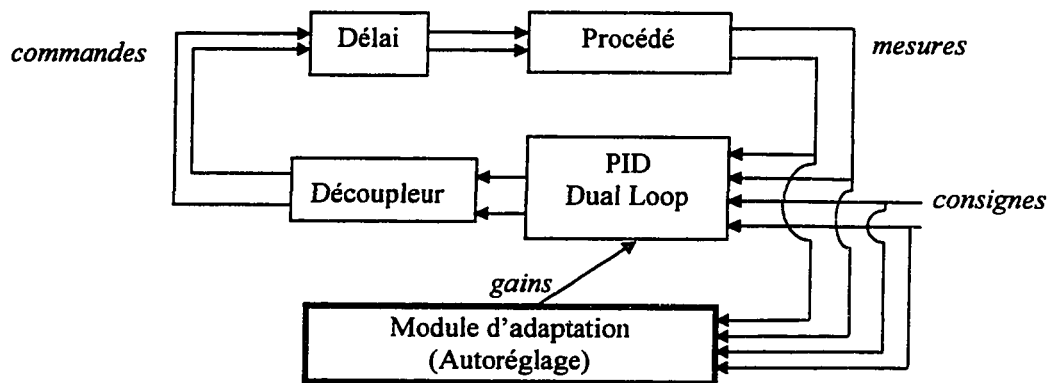 commandes
Délai
Procédé
mesures
Découpleur
PID
Dual Loop
consignes
gains
Module d'adaptation
(Autoréglage)